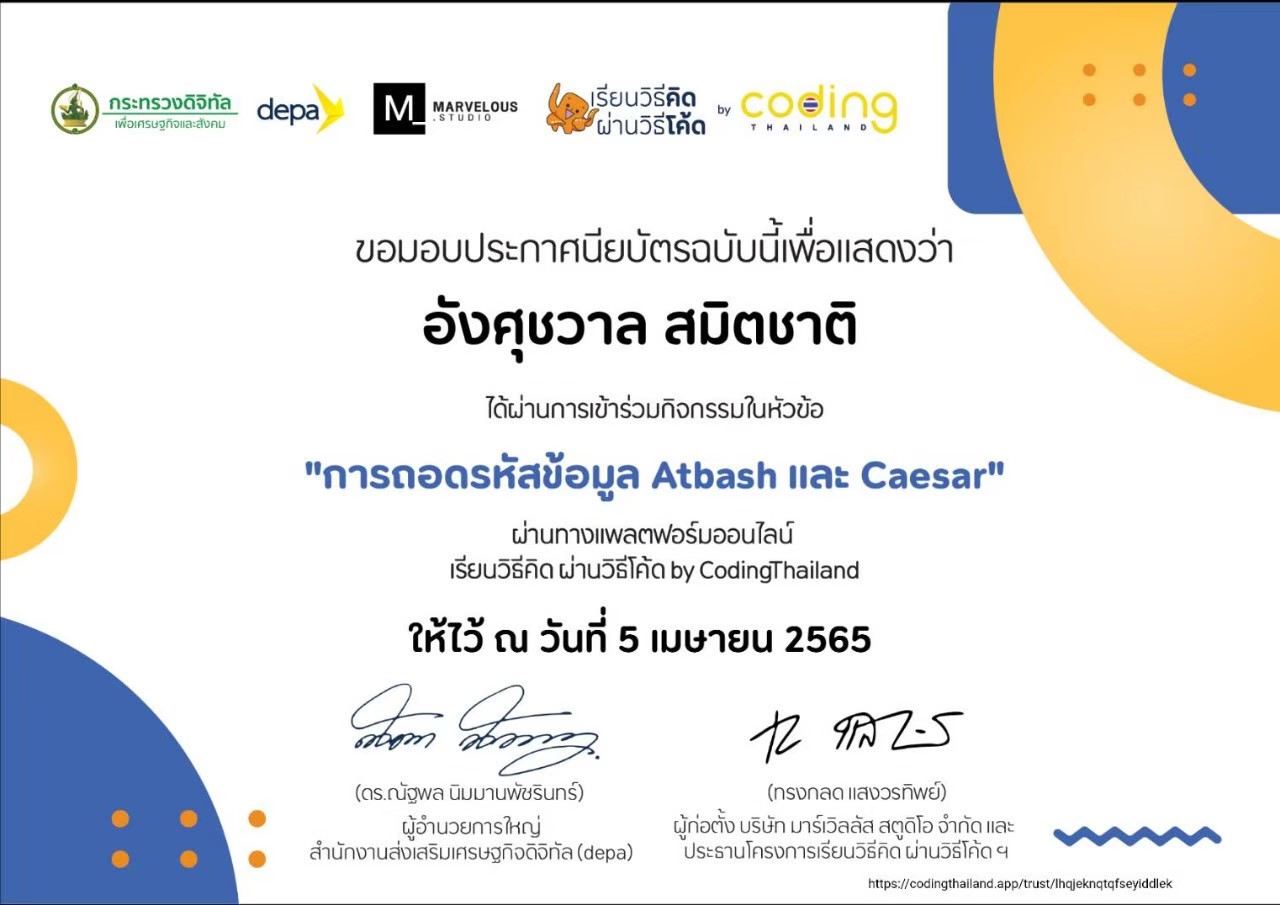 กระทรวงดิจิทัล
เพื่อเศรษฐกิจและสังคม
depa
M_ MARVELOUS
.STUDIO
เรียนวิธีคิด
ผ่านวิธีโค้ด
by
coding
THAILAND
ขอมอบประกาศนียบัตรฉบับนี้เพื่อแสดงว่า
อังศุชวาล สมิตชาติ
ได้ผ่านการเข้าร่วมกิจกรรมในหัวข้อ
"การถอดรหัสข้อมูล Atbash และ Caesar"
ผ่านทางแพลตฟอร์มออนไลน์
เรียนวิธีคิด ผ่านวิธีโค้ด by CodingThailand
ให้ไว้ ณ วันที่ 5 เมษายน 2565
(ดร.ณัฐพล นิมมานพัชรินทร์)
ผู้อำนวยการใหญ่
สำนักงานส่งเสริมเศรษฐกิจดิจิทัล (depa)
(ทรงกลด แสงวรทิพย์)
ผู้ก่อตั้ง บริษัท มาร์เวิลลัส สตูดิโอ จำกัด และ
ประธานโครงการเรียนวิธีคิด ผ่านวิธีโค้ด ฯ
https://codingthailand.app/trust/lhqjeknqtqfseyiddlek